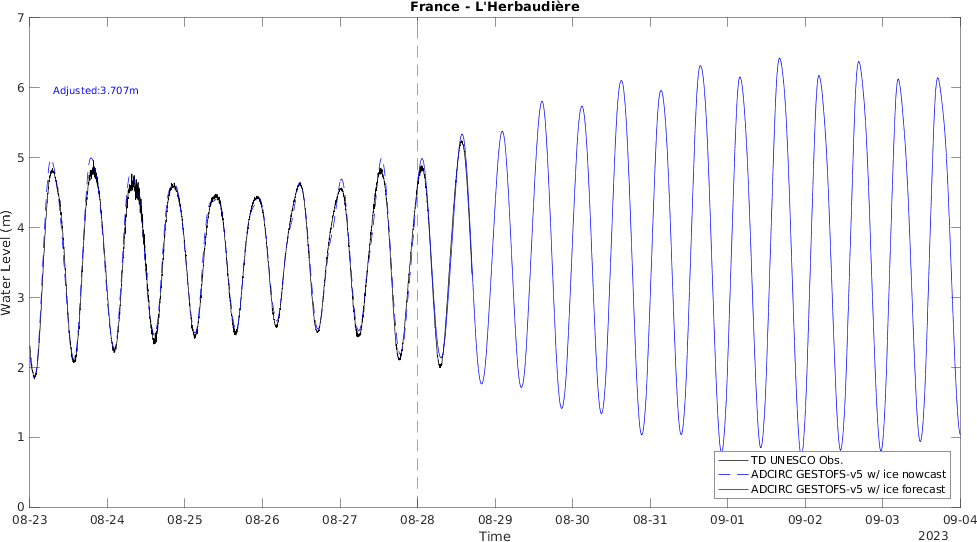 France - L'Herbaudière
7
6
5
4
3
2
1
0
Water Level (m)
Adjusted:3.707m
TD UNESCO Obs.
ADCIRC GESTOFS-v5 w/ ice nowcast
ADCIRC GESTOFS-v5 w/ ice forecast
08-23 08-24 08-25 08-26 08-27 08-28 08-29 08-30 08-31 09-01 09-02 09-03 09-04
Time
2023